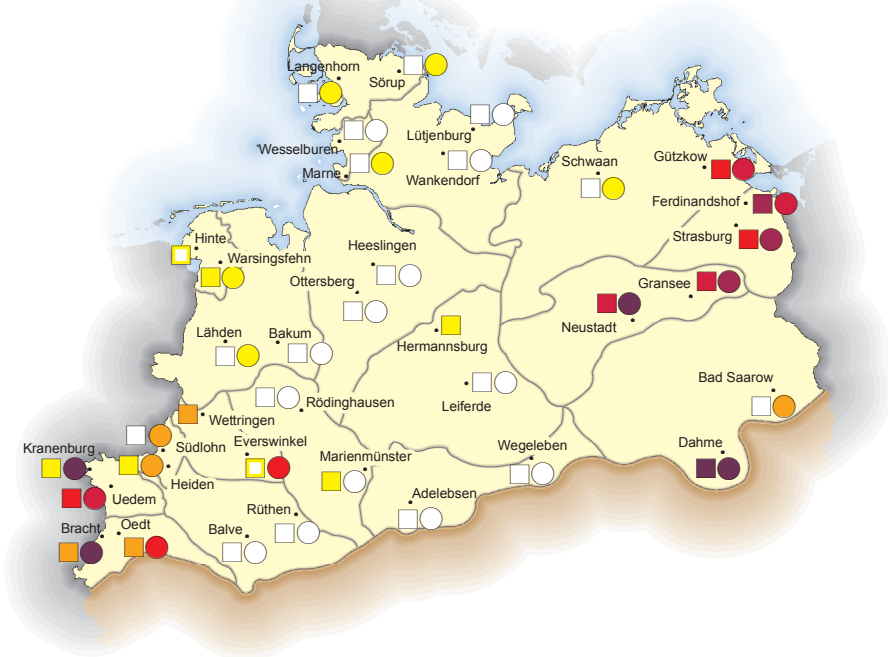 Langenhorn
Sörup
Wesselburen
Lütjenburg
Marne
Wankendorf
Schwaan
Gützkow
Ferdinandshof
Strasburg
Hinte
Warsingsfehn
Heeslingen
Ottersberg
Gransee
Neustadt
Lähden
Bakum
Hermannsburg
Rödinghausen
Leiferde
Bad Saarow
Wettringen
Kranenburg
Südlohn
Everswinkel
Marienmünster
Wegeleben
Dahme
Uedem
Heiden
Adelebsen
Bracht
Oedt
Balve
Rüthen